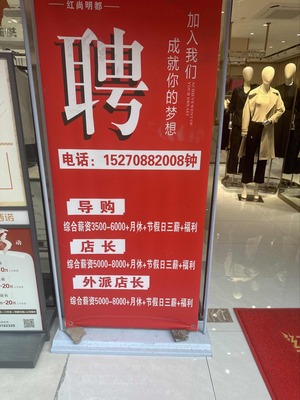 红尚明都
聘
加入我们
成就你的梦想
电话：15270882008钟
导购
综合薪资3500-6000+月休+节假日三薪+福利
店长
综合薪资5000-8000+月休+节假日三薪+福利
外派店长
综合薪资5000-8000+月休+节假日三薪+福利